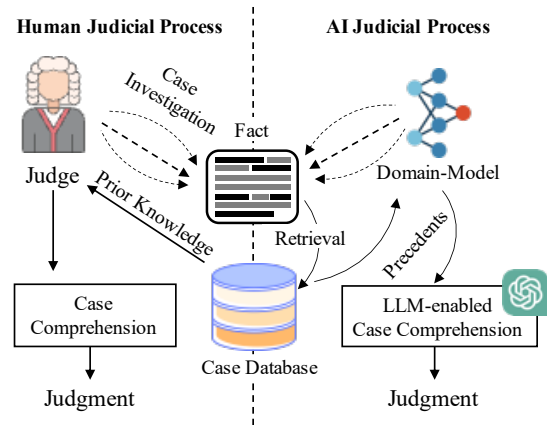 Human Judicial Process
AI Judicial Process
Case
Investigation
Fact
Judge
Domain-Model
Prior Knowledge
Retrieval
Precedents
Case
Comprehension
LLM-enabled
Case Comprehension
Case Database
Judgment
Judgment